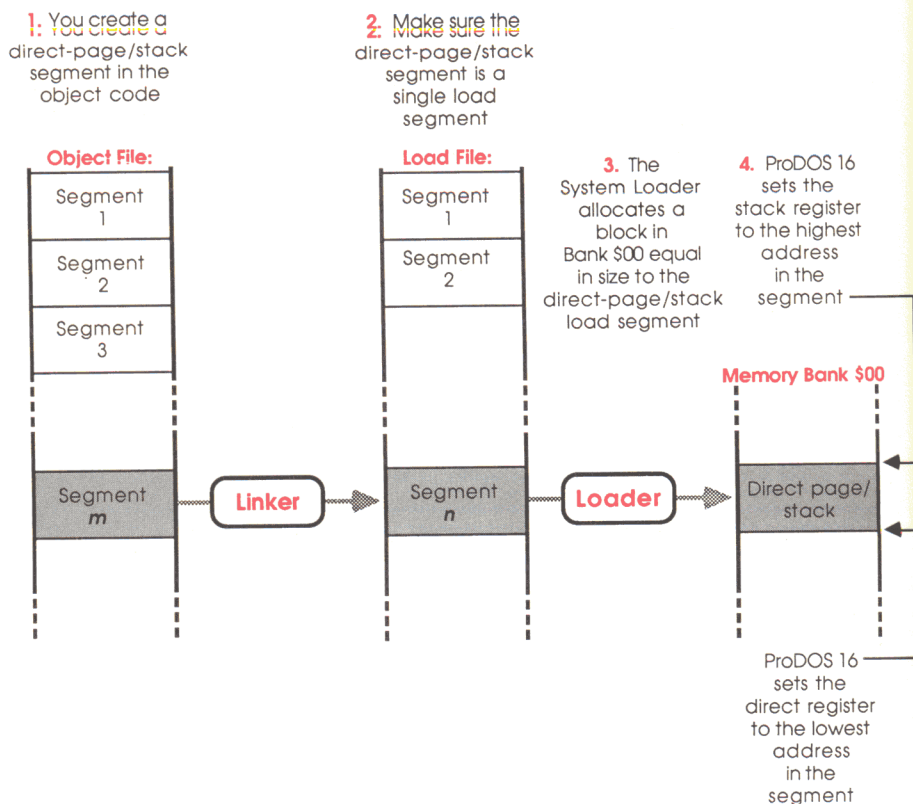 1. You create a
direct-page/stack
segment in the
object code
2. Make sure the
direct-page/stack
segment is a
single load
segment
Object File:
Segment
1
Segment
2
Segment
3
Segment
m
Linker
Load File:
Segment
1
Segment
2
Segment
n
3. The
System Loader
allocates a
block in
Bank $00 equal
in size to the
direct-page/stack
load segment
Loader
4. ProDOS 16
sets the
stack register
to the highest
address
in the
segment
Memory Bank $00
Direct page/
stack
ProDOS 16
sets the
direct register
to the lowest
address
in the
segment